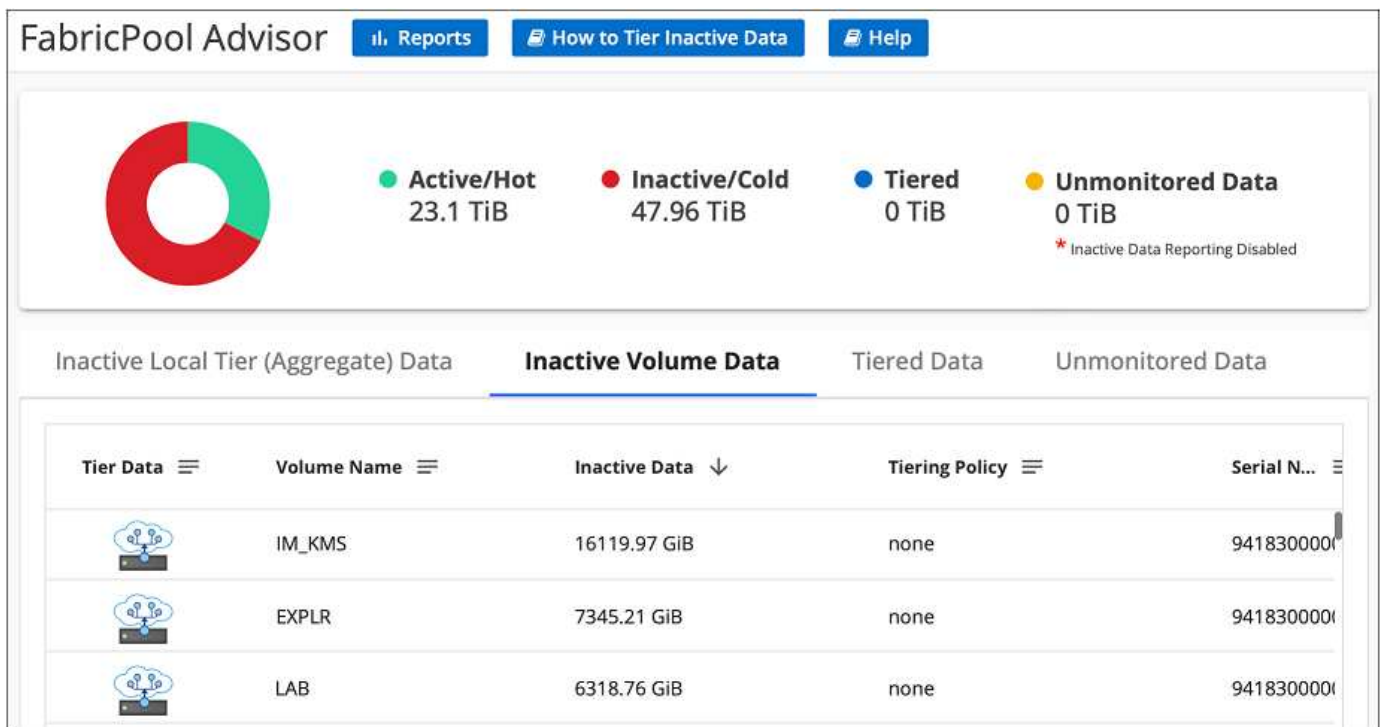 FabricPool Advisor Reports How to Tier Inactive Data Help
Active/Hot Inactive/Cold Tiered Unmonitored Data
23.1 TiB 47.96 TiB 0 TiB 0 TiB
* Inactive Data Reporting Disabled
Inactive Local Tier (Aggregate) Data Inactive Volume Data Tiered Data Unmonitored Data
Tier Data Volume Name Inactive Data Tiering Policy Serial N...
IM_KMS 16119.97 GiB none 9418300000
EXPLR 7345.21 GiB none 9418300000
LAB 6318.76 GiB none 9418300000